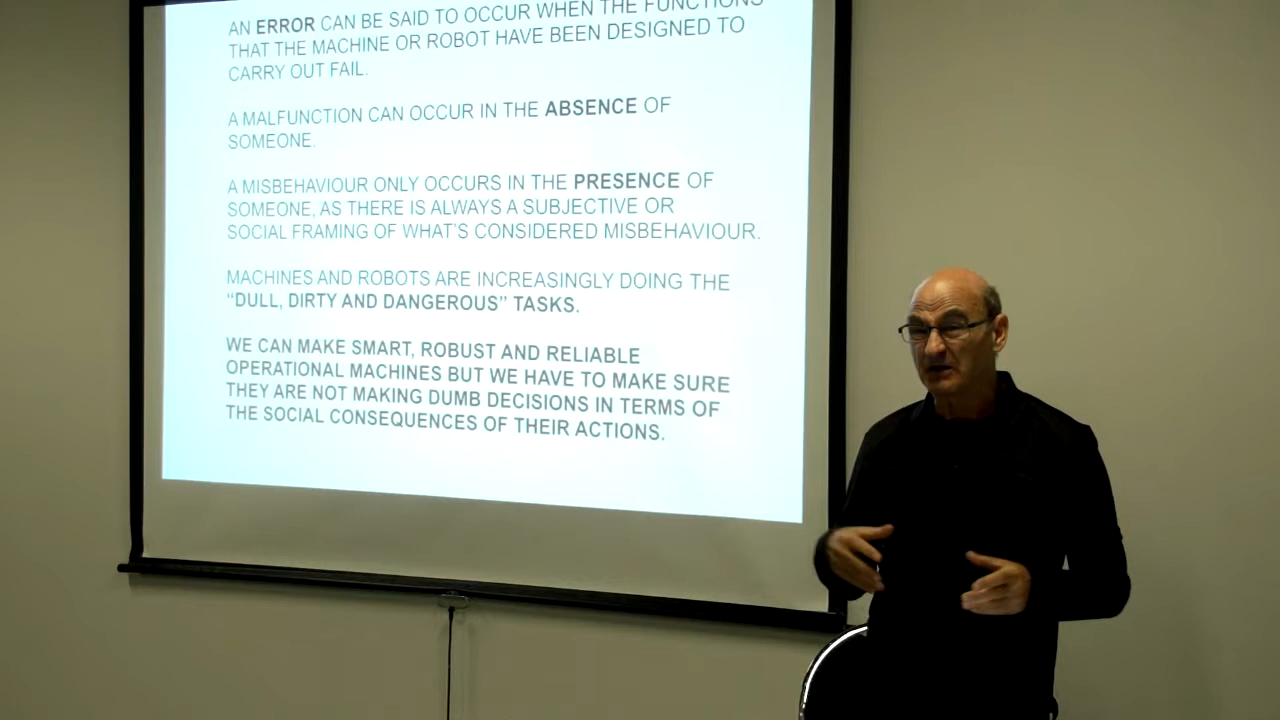 AN ERROR CAN BE SAID TO OCCUR WHEN THE FUNCTIONS
THAT THE MACHINE OR ROBOT HAVE BEEN DESIGNED TO
CARRY OUT FAIL.
A MALFUNCTION CAN OCCUR IN THE ABSENCE OF
SOMEONE.
A MISBEHAVIOUR ONLY OCCURS IN THE PRESENCE OF
SOMEONE, AS THERE IS ALWAYS A SUBJECTIVE OR
SOCIAL FRAMING OF WHAT'S CONSIDERED MISBEHAVIOUR.
MACHINES AND ROBOTS ARE INCREASINGLY DOING THE
“DULL, DIRTY AND DANGEROUS” TASKS.
WE CAN MAKE SMART, ROBUST AND RELIABLE
OPERATIONAL MACHINES BUT WE HAVE TO MAKE SURE
THEY ARE NOT MAKING DUMB DECISIONS IN TERMS OF
THE SOCIAL CONSEQUENCES OF THEIR ACTIONS.